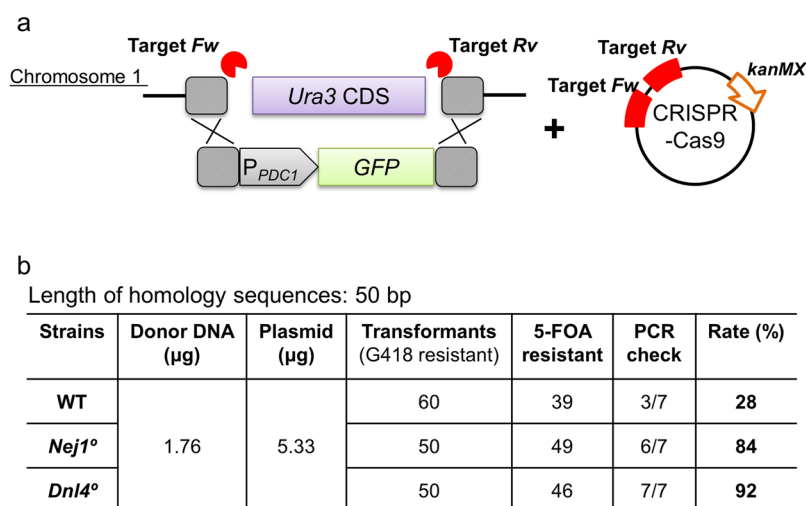 a
Target Fw
Target Rv
Chromosome 1
Ura3 CDS
P PDC1
GFP
+
Target Rv
Target Fw
kanMX
CRISPR
-Cas9
b
Length of homology sequences: 50 bp
Strains Donor DNA (µg) Plasmid (µg) Transformants (G418 resistant) 5-FOA resistant PCR check Rate (%)
WT 1.76 5.33 60 39 3/7 28
Nej1º 50 49 6/7 84
Dnl4º 50 46 7/7 92